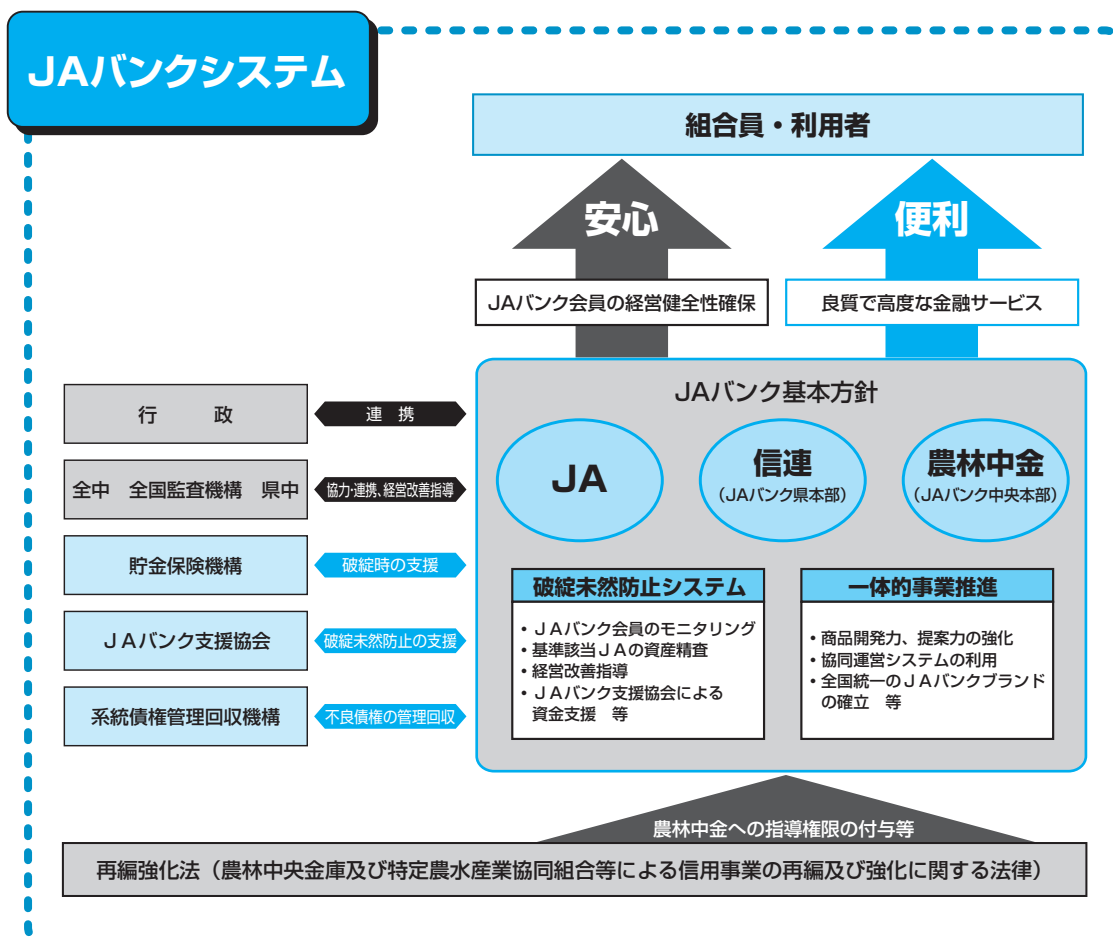 JAバンクシステム
組合員・利用者
安心
便利
JAバンク会員の経営健全性確保
良質で高度な金融サービス
JAバンク基本方針
行　　政
連　携
JA
信連
（JAバンク県本部）
農林中金
（JAバンク中央本部）
全中　全国監査機構　県中
協力・連携、経営改善指導
貯金保険機構
破綻時の支援
JAバンク支援協会
破綻未然防止の支援
系統債権管理回収機構
不良債権の管理回収
破綻未然防止システム
・JAバンク会員のモニタリング
・基準該当JAの資産精査
・経営改善指導
・JAバンク支援協会による
資金支援　等
一体的事業推進
・商品開発力、提案力の強化
・協同運営システムの利用
・全国統一のJAバンクブランド
の確立　等
農林中金への指導権限の付与等
再編強化法（農林中央金庫及び特定農水産業協同組合等による信用事業の再編及び強化に関する法律）